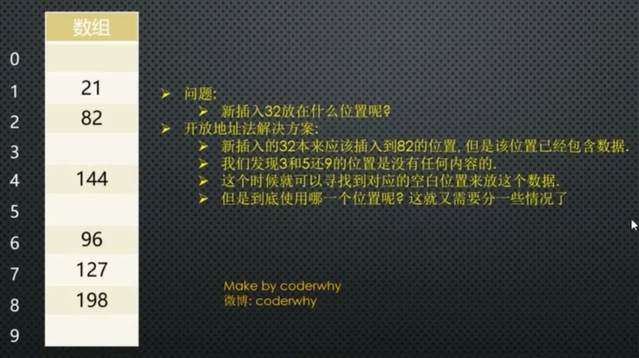 数组
0
1 21
2 82
3
4 144
5
6 96
7 127
8 198
9
问题:
新插入32放在什么位置呢?
开放地址法解决方案:
新插入的32本来应该插入到82的位置, 但是该位置已经包含数据.
我们发现3和5还9的位置是没有任何内容的.
这个时候就可以寻找到对应的空白位置来放这个数据.
但是到底使用哪一个位置呢? 这就又需要分一些情况了
Make by coderwhy
微博: coderwhy